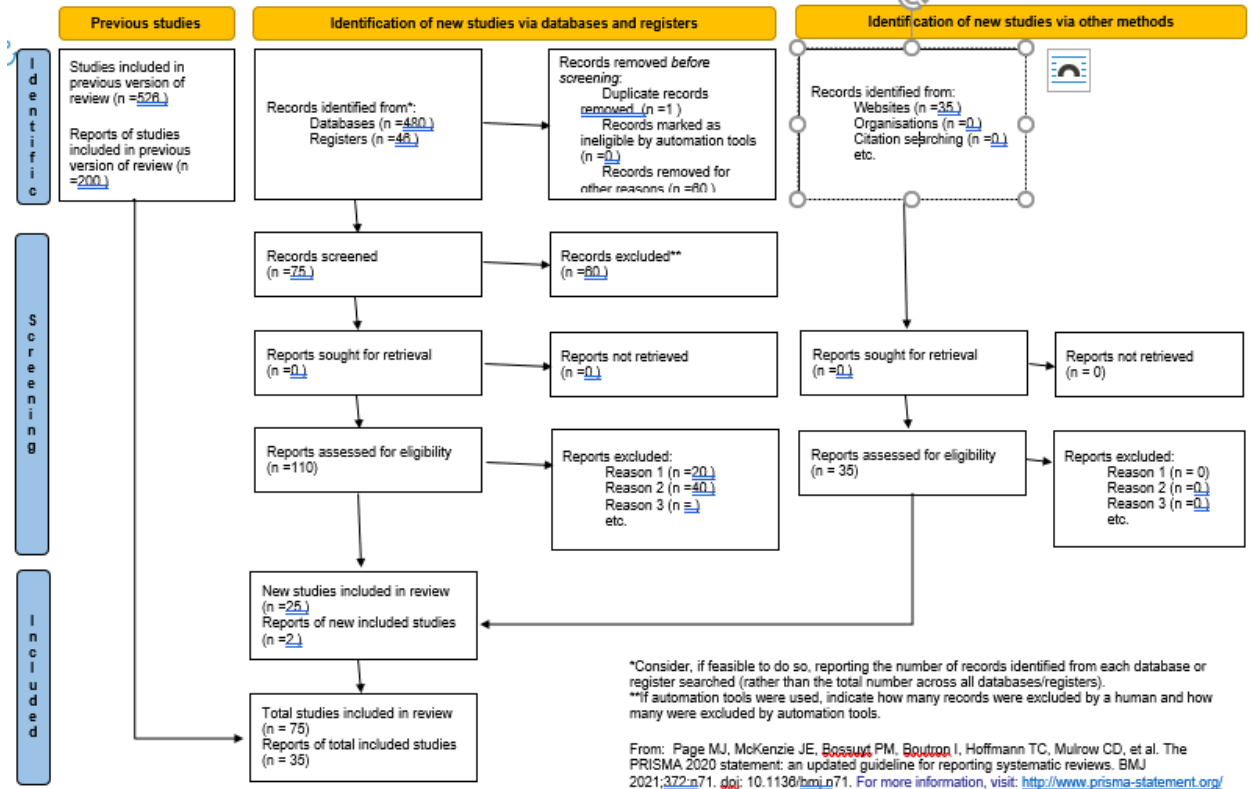 Previous studies
Identification of new studies via databases and registers
Identification of new studies via other methods
Identific
Studies included in
previous version of
review (n =526 )
Reports of studies
included in previous
version of review (n
=200 )
Records identified from*:
Databases (n =480 )
Registers (n =46 )
Records removed before
screening:
Duplicate records
removed (n =1 )
Records marked as
ineligible by automation tools
(n =0 )
Records removed for
other reasons (n =60 )
Records identified from:
Websites (n =35 )
Organisations (n =0 )
Citation searching (n =0 )
etc.
Screening
Records screened
(n =75 )
Records excluded**
(n =60 )
Reports sought for retrieval
(n =0 )
Reports not retrieved
(n =0 )
Reports sought for retrieval
(n =0 )
Reports not retrieved
(n = 0)
Reports assessed for eligibility
(n =110)
Reports excluded:
Reason 1 (n =20 )
Reason 2 (n =40 )
Reason 3 (n = )
etc.
Reports assessed for eligibility
(n = 35)
Reports excluded:
Reason 1 (n = 0)
Reason 2 (n =0 )
Reason 3 (n =0 )
etc.
Included
New studies included in review
(n =25 )
Reports of new included studies
(n =2 )
Total studies included in review
(n = 75)
Reports of total included studies
(n = 35)
*Consider, if feasible to do so, reporting the number of records identified from each database or
register searched (rather than the total number across all databases/registers).
**If automation tools were used, indicate how many records were excluded by a human and how
many were excluded by automation tools.
From: Page MJ, McKenzie JE, Bossuyt PM, Boutron I, Hoffmann TC, Mulrow CD, et al. The
PRISMA 2020 statement: an updated guideline for reporting systematic reviews. BMJ
2021;372:n71. doi: 10.1136/bmj.n71. For more information, visit: http://www.prisma-statement.org/